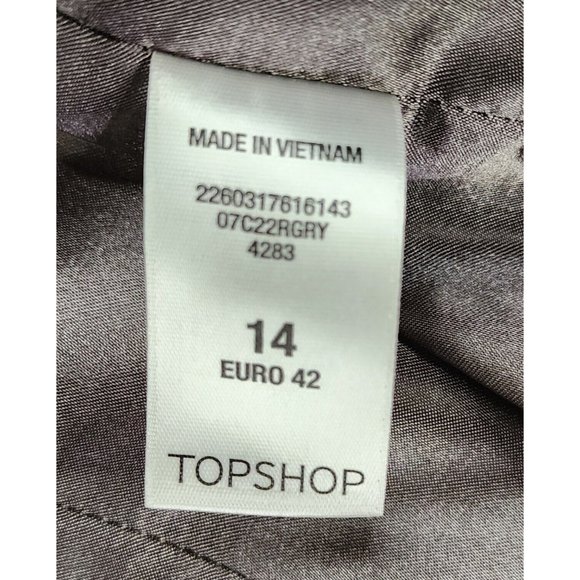 MADE IN VIETNAM
2260317616143
07C22RGRY
4283
14
EURO 42
TOPSHOP